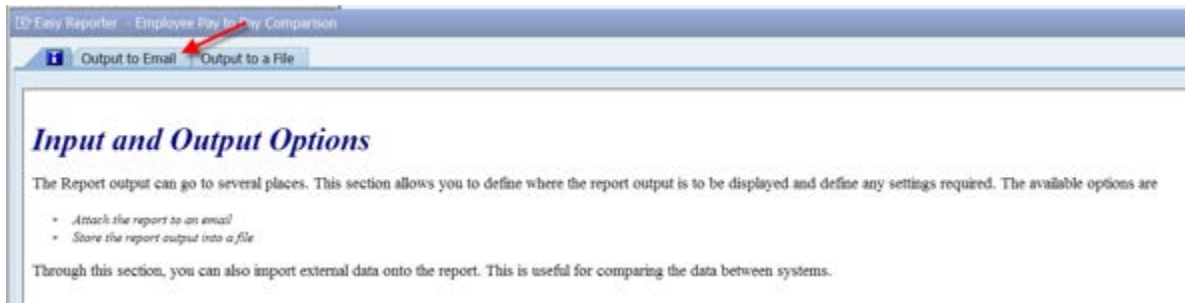 Easy Reporter - Employee Pay to Pay Comparison
i Output to Email Output to a File
Input and Output Options
The Report output can go to several places. This section allows you to define where the report output is to be displayed and define any settings required. The available options are
Attach the report to an email
Store the report output into a file
Through this section, you can also import external data onto the report. This is useful for comparing the data between systems.